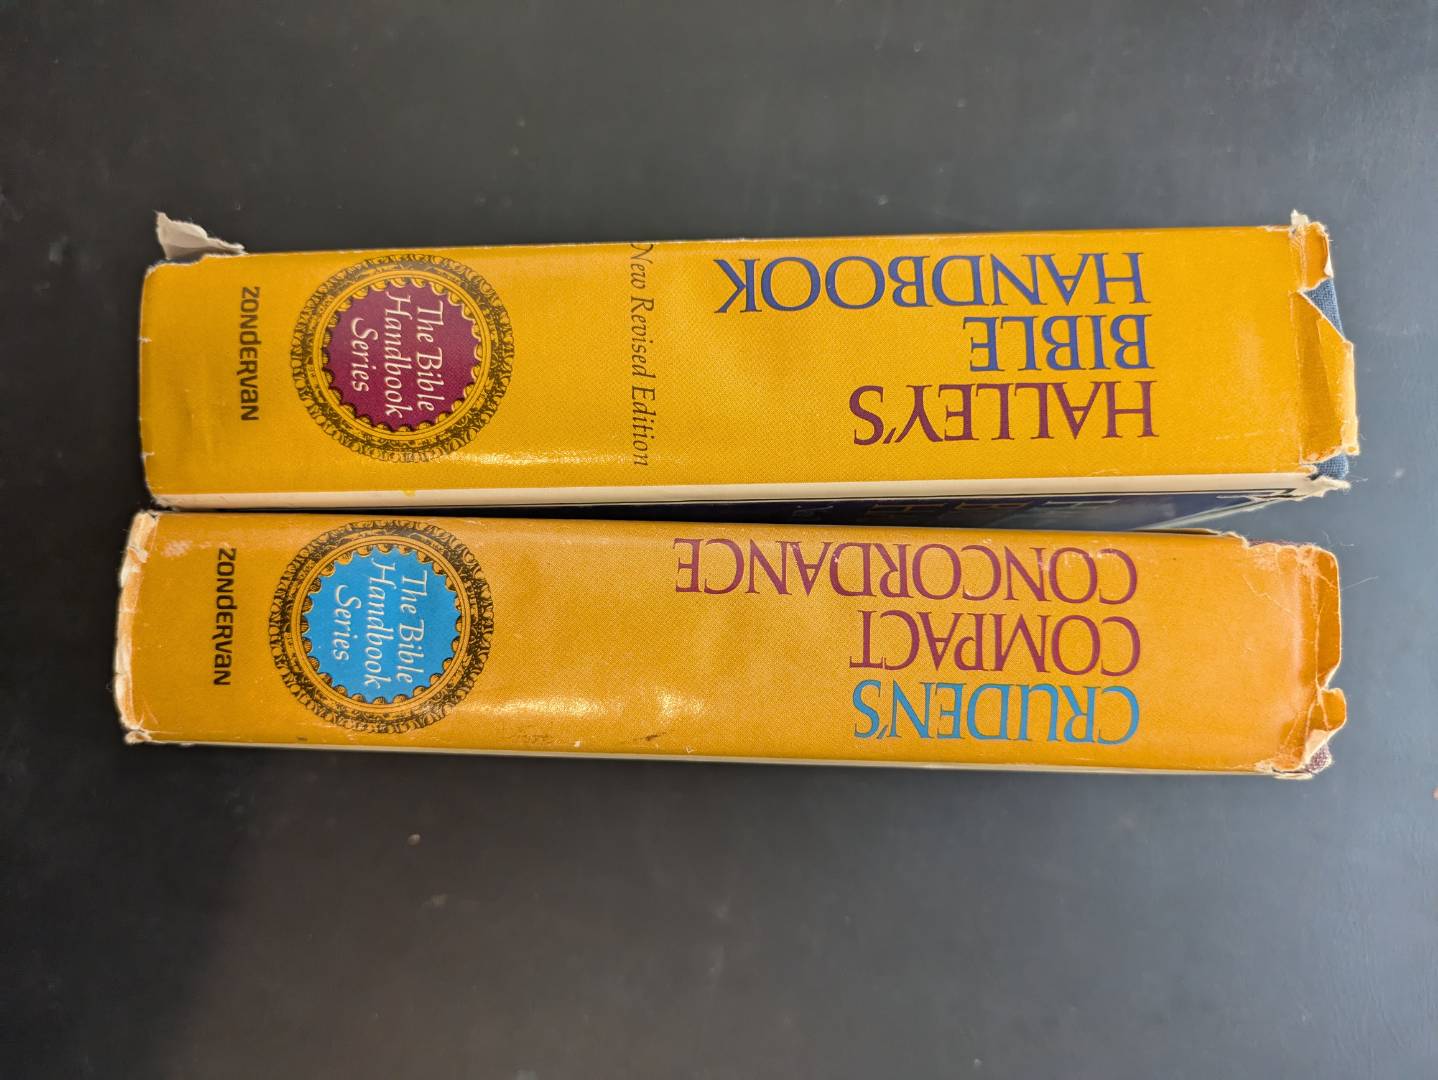 HALLEY'S
BIBLE
HANDBOOK
New Revised Edition
The Bible
Handbook
Series
ZONDERVAN
CRUDEN'S
COMPACT
CONCORDANCE
The Bible
Handbook
Series
ZONDERVAN